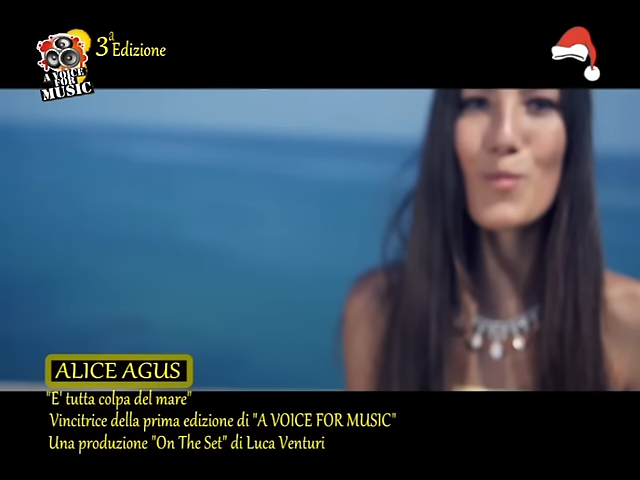 3ª Edizione
A VOICE
FOR
MUSIC
ALICE AGUS
"E' tutta colpa del mare"
Vincitrice della prima edizione di "A VOICE FOR MUSIC"
Una produzione "On The Set" di Luca Venturi